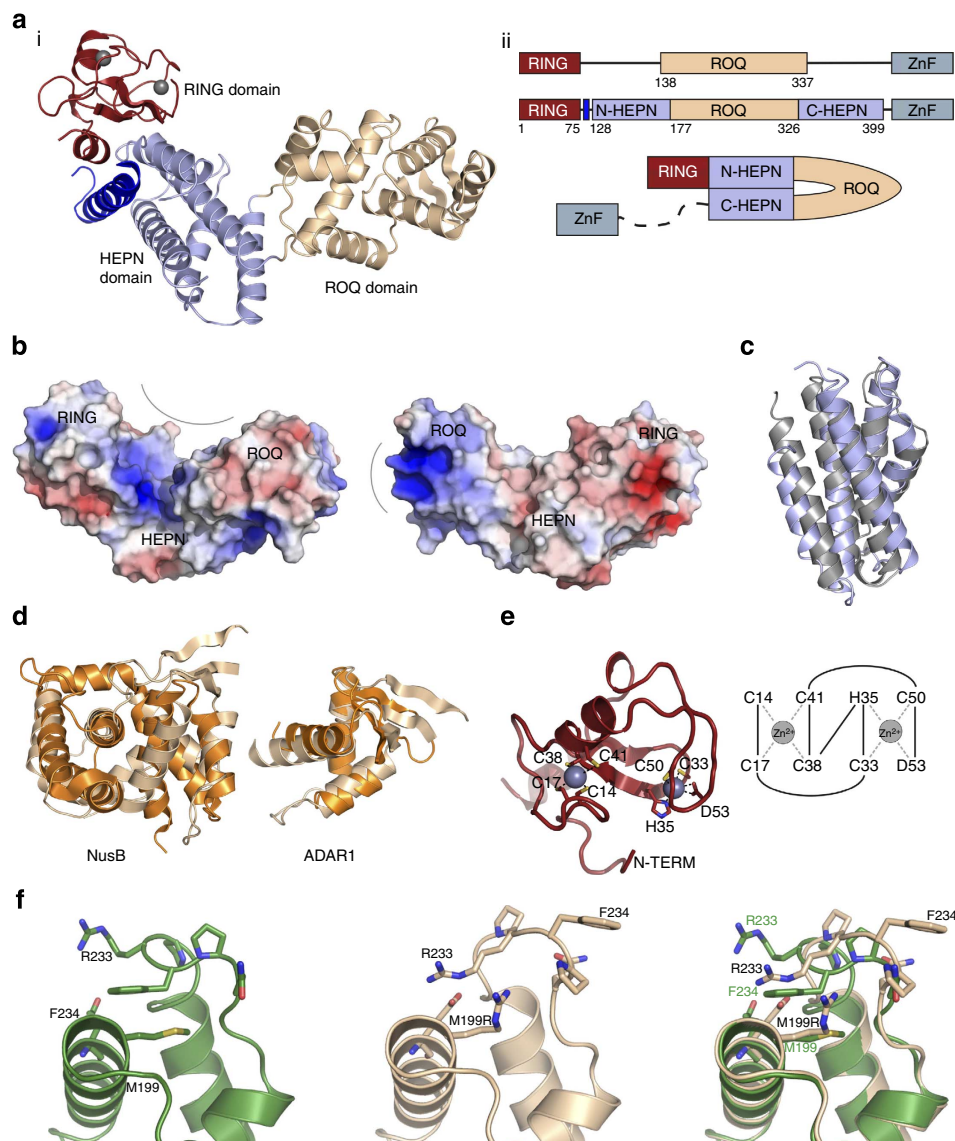 a
i
RING domain
HEPN
domain
ROQ domain
ii
RING ROQ ZnF
138 337
RING N-HEPN ROQ C-HEPN ZnF
1 75 128 177 326 399
RING N-HEPN ROQ
C-HEPN
ZnF
b
RING ROQ HEPN
ROQ RING HEPN
c
d
NusB ADAR1
e
C38 C41 C50 C33
C17 C14 D53
H35
N-TERM
C14 C41 H35 C50
Zn2+ Zn2+
C17 C38 C33 D53
f
R233
F234
M199
F234
R233
M199R
R233
F234
R233
F234
M199R
M199